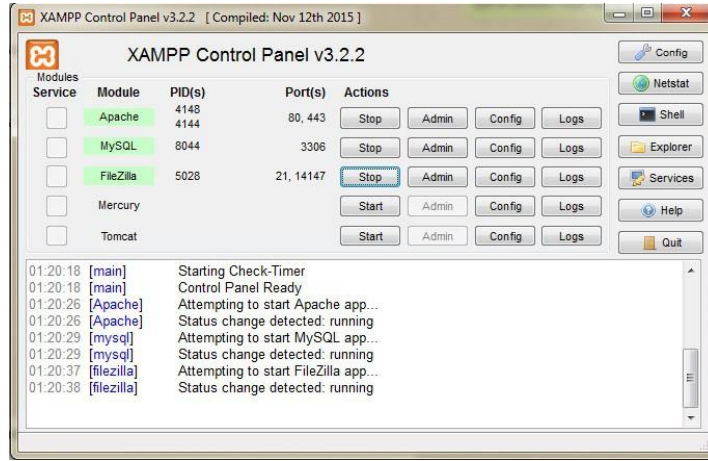 XAMPP Control Panel v3.2.2 [ Compiled: Nov 12th 2015 ]
XAMPP Control Panel v3.2.2
Config
Modules
Service Module PID(s) Port(s) Actions
Netstat
Apache 4148 4144 80, 443 Stop Admin Config Logs
Shell
MySQL 8044 3306 Stop Admin Config Logs
Explorer
FileZilla 5028 21, 14147 Stop Admin Config Logs
Services
Mercury Start Admin Config Logs
Help
Tomcat Start Admin Config Logs
Quit
01:20:18 [main] Starting Check-Timer
01:20:18 [main] Control Panel Ready
01:20:26 [Apache] Attempting to start Apache app...
01:20:26 [Apache] Status change detected: running
01:20:29 [mysql] Attempting to start MySQL app...
01:20:29 [mysql] Status change detected: running
01:20:37 [filezilla] Attempting to start FileZilla app...
01:20:38 [filezilla] Status change detected: running